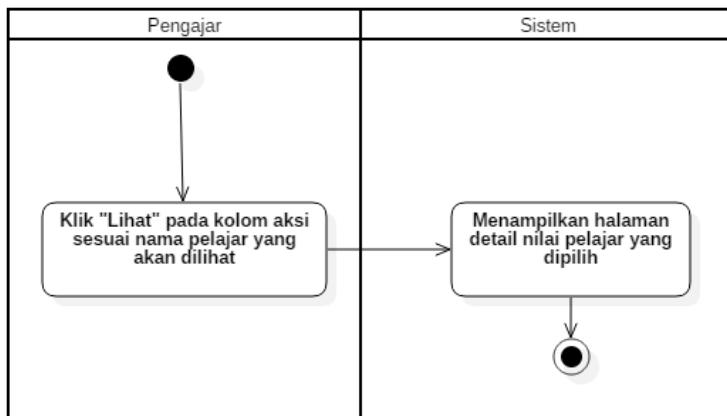 Pengajar
Sistem
Klik "Lihat" pada kolom aksi
sesuai nama pelajar yang
akan dilihat
Menampilkan halaman
detail nilai pelajar yang
dipilih